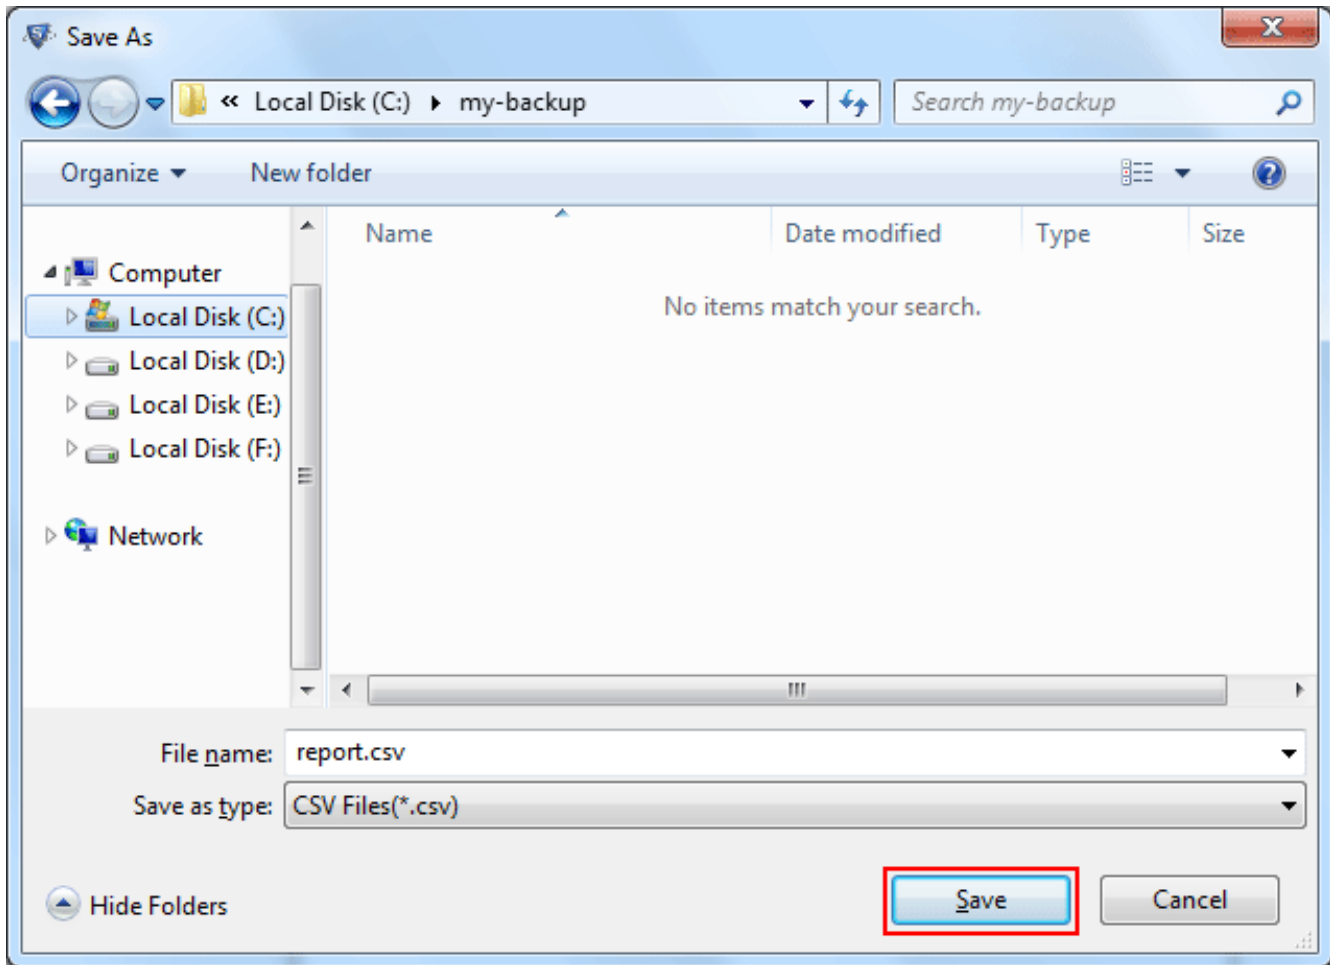 Save As
« Local Disk (C:) ▸ my-backup
Search my-backup
Organize
New folder
Name Date modified Type Size
Computer
No items match your search.
Local Disk (C:)
Local Disk (D:)
Local Disk (E:)
Local Disk (F:)
Network
File name: report.csv
Save as type: CSV Files(*.csv)
Hide Folders
Save
Cancel